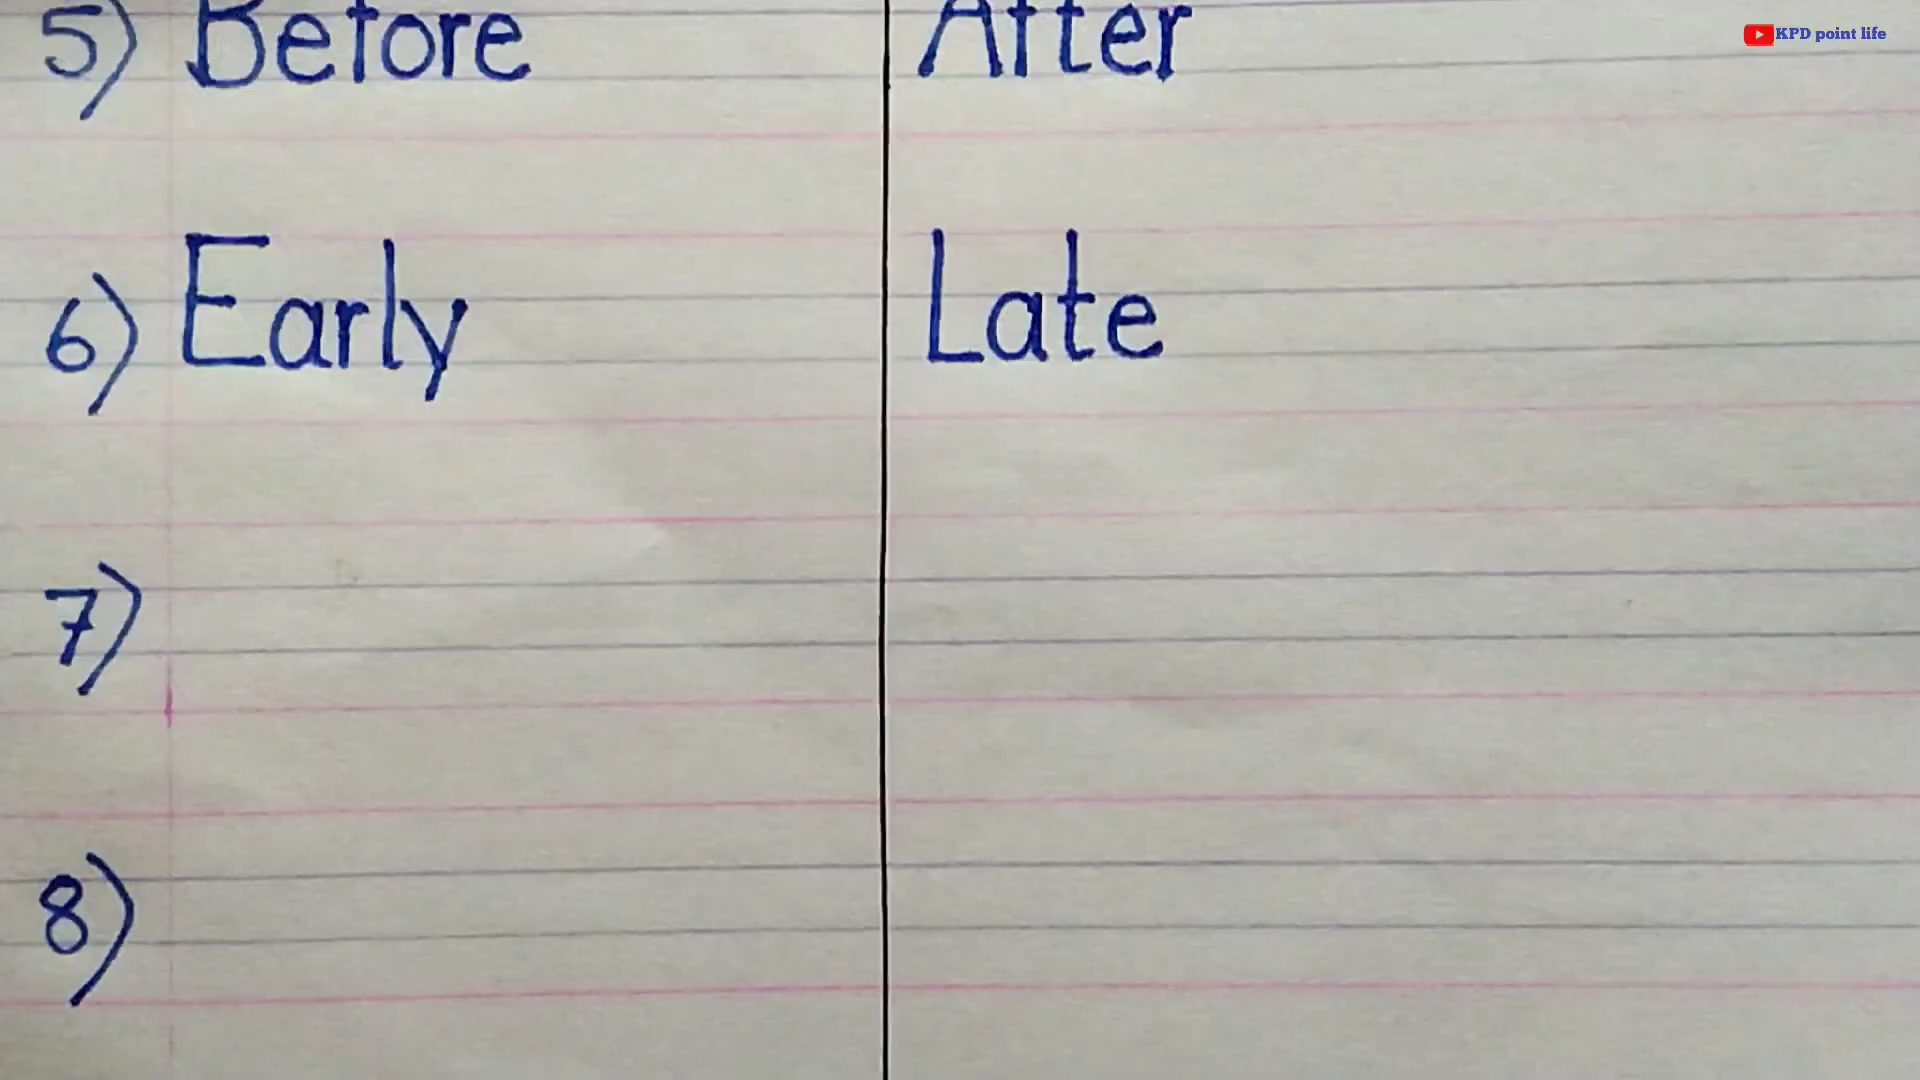 5) Before After
KPD point life
6) Early Late
7)
8)